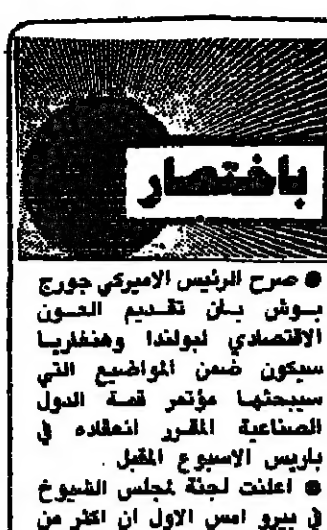 باختصار
● صرح الرئيس الاميركي جورج
بوش بان تقديم العون
الاقتصادي لبولندا وهنغاريا
سيكون ضمن المواضيع التي
سيبحثها مؤتمر قمة الدول
الصناعية المقرر انعقاده في
باريس الاسبوع المقبل .
● اعلنت لجنة لمجلس الشيوخ
في بيرو امس الاول ان اكثر من